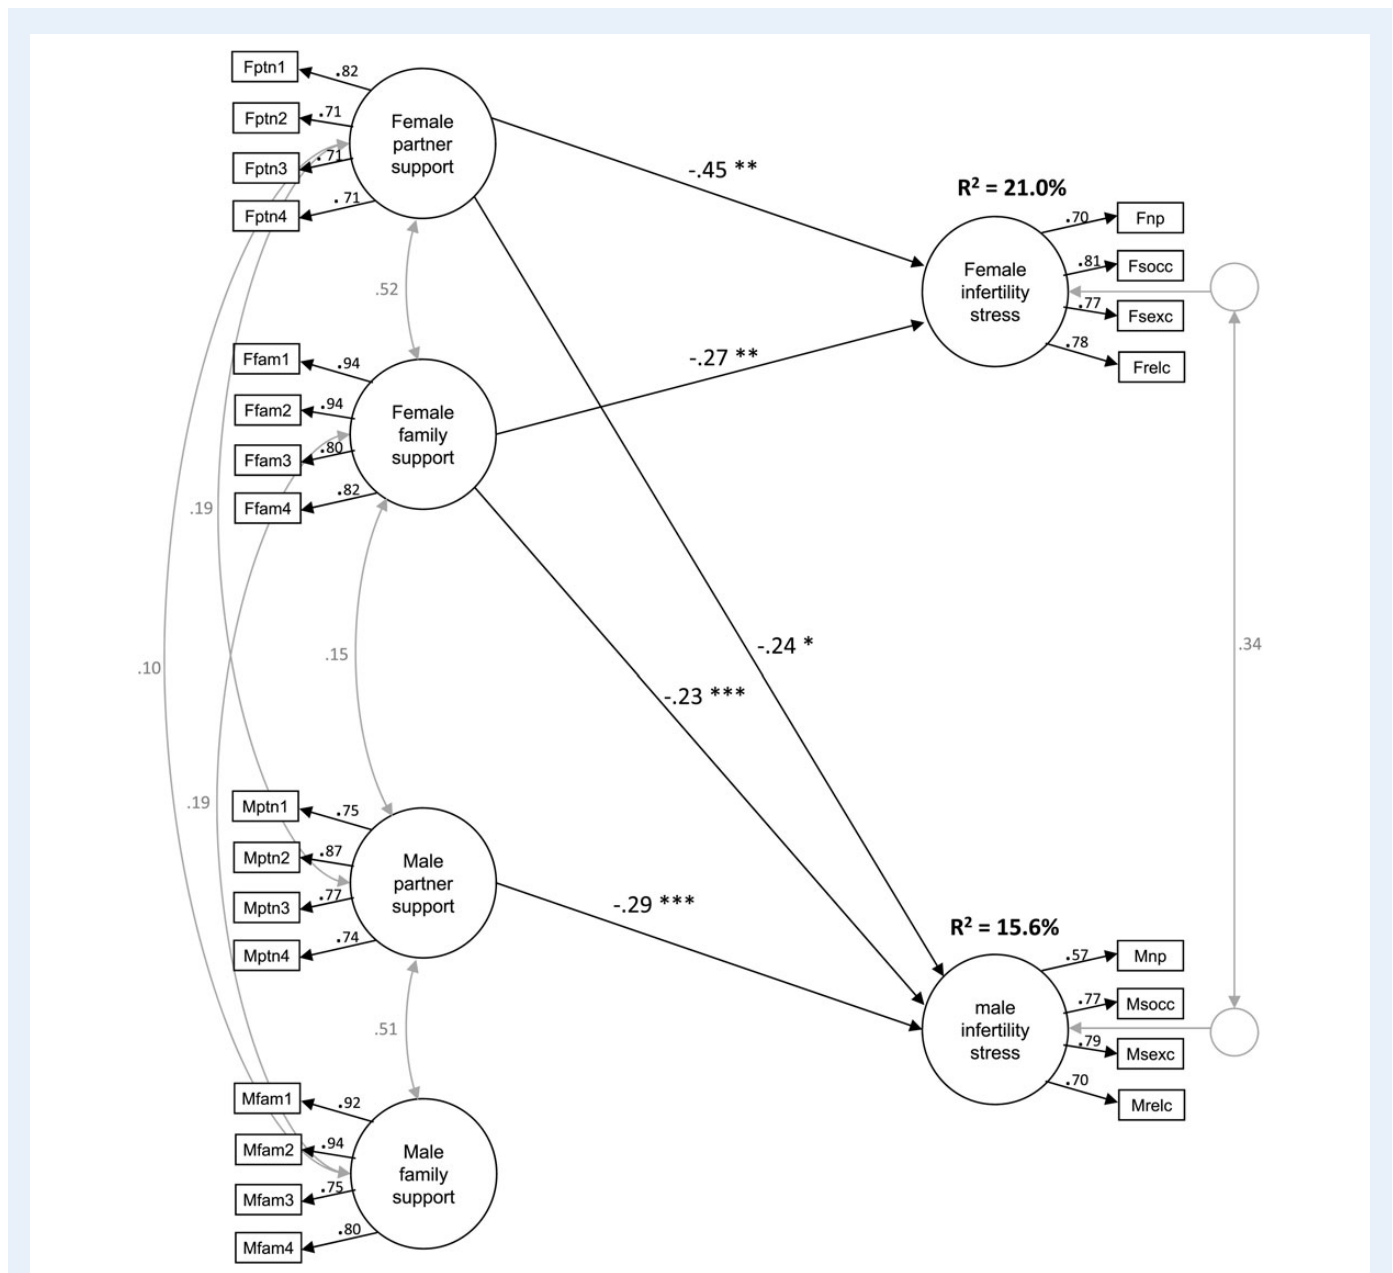 Fptn1
.82
Fptn2
.71
Fptn3
.71
Fptn4
.71
Female
partner
support
-.45 **
R² = 21.0%
Female
infertility
stress
.70
Fnp
.81
Fsocc
.77
Fsexc
.78
Frelc
.52
-.27 **
Ffam1
.94
Ffam2
.94
Ffam3
.80
Ffam4
.82
Female
family
support
.19
.15
.10
-.24 *
-.23 ***
.34
.19
Mptn1
.75
Mptn2
.87
Mptn3
.77
Mptn4
.74
Male
partner
support
-.29 ***
R² = 15.6%
male
infertility
stress
.57
Mnp
.77
Msocc
.79
Msexc
.70
Mrelc
.51
Mfam1
.92
Mfam2
.94
Mfam3
.75
Mfam4
.80
Male
family
support